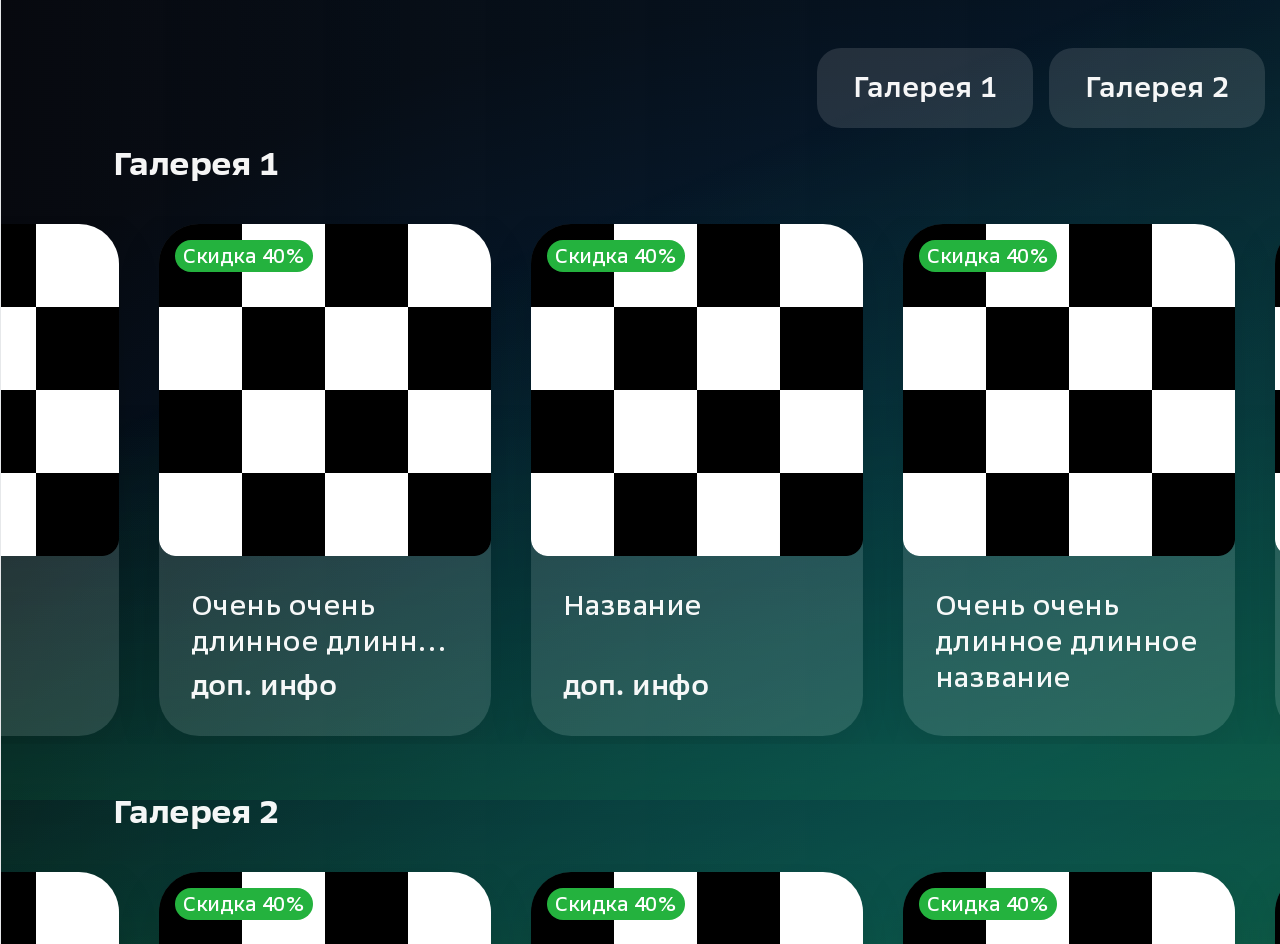 Галерея 1
Галерея 2
Галерея 1
Скидка 40%
Скидка 40%
Скидка 40%
Очень очень
длинное длинн...
доп. инфо
Название
доп. инфо
Очень очень
длинное длинное
название
Галерея 2
Скидка 40%
Скидка 40%
Скидка 40%